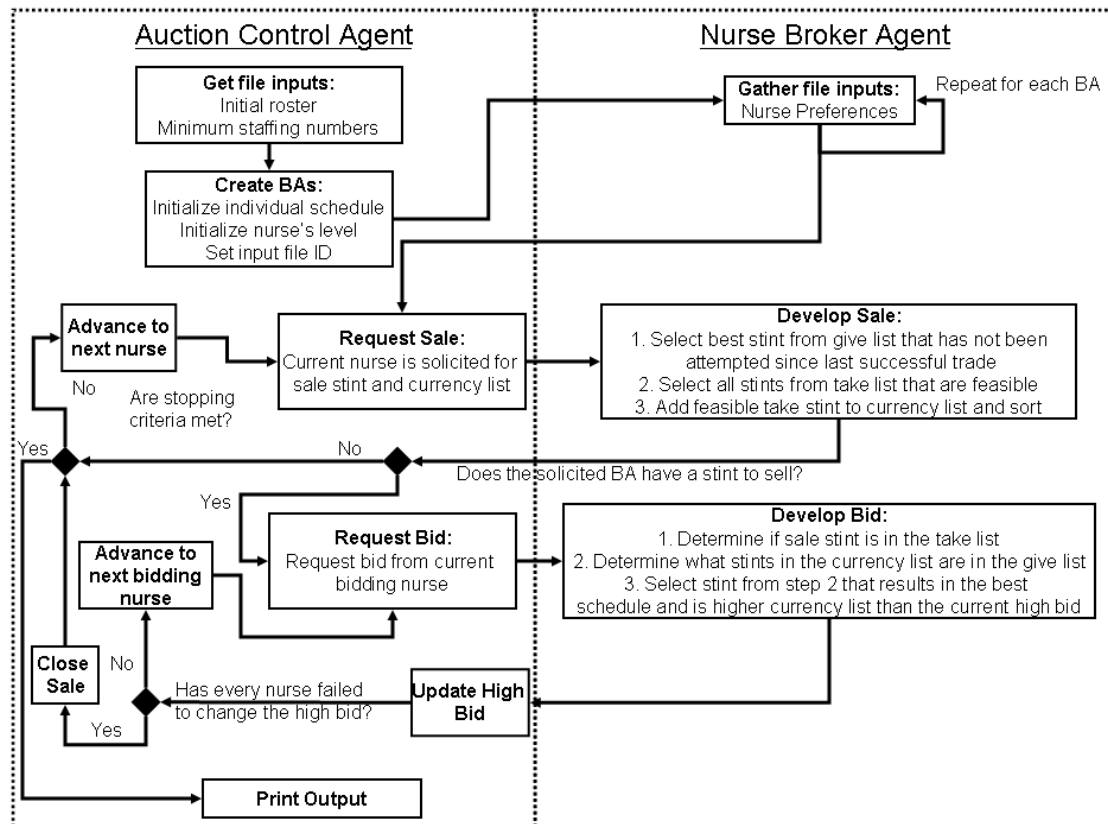 Auction Control Agent
Nurse Broker Agent
Get file inputs:
Initial roster
Minimum staffing numbers
Gather file inputs:
Nurse Preferences
Repeat for each BA
Create BAs:
Initialize individual schedule
Initialize nurse's level
Set input file ID
Advance to
next nurse
Request Sale:
Current nurse is solicited for
sale stint and currency list
Develop Sale:
1. Select best stint from give list that has not been
attempted since last successful trade
2. Select all stints from take list that are feasible
3. Add feasible take stint to currency list and sort
No
Are stopping
criteria met?
Yes
No
Does the solicited BA have a stint to sell?
Yes
Request Bid:
Request bid from current
bidding nurse
Develop Bid:
1. Determine if sale stint is in the take list
2. Determine what stints in the currency list are in the give list
3. Select stint from step 2 that results in the best
schedule and is higher currency list than the current high bid
Advance to
next bidding
nurse
Close
Sale
No
Has every nurse failed
to change the high bid?
Update High
Bid
Yes
Print Output